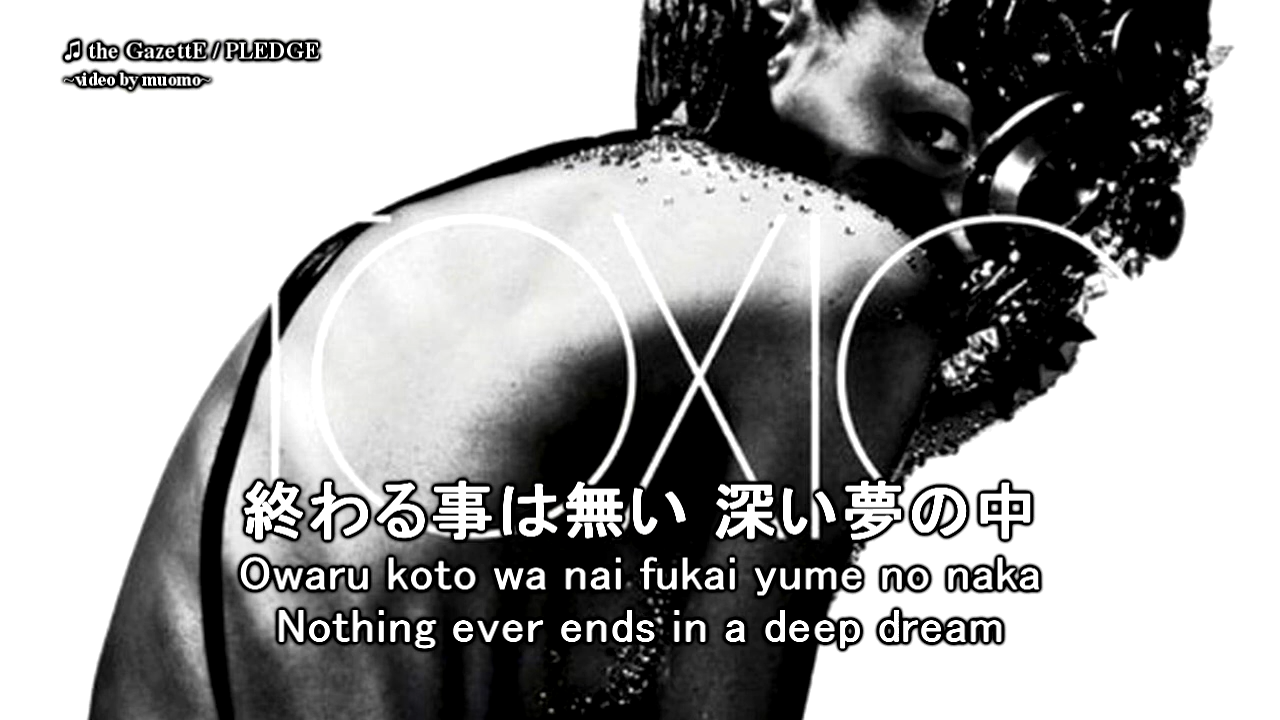 ♫ the GazettE / PLEDGE
~video by muomo~
TOXIC
終わる事は無い 深い夢の中
Owaru koto wa nai fukai yume no naka
Nothing ever ends in a deep dream